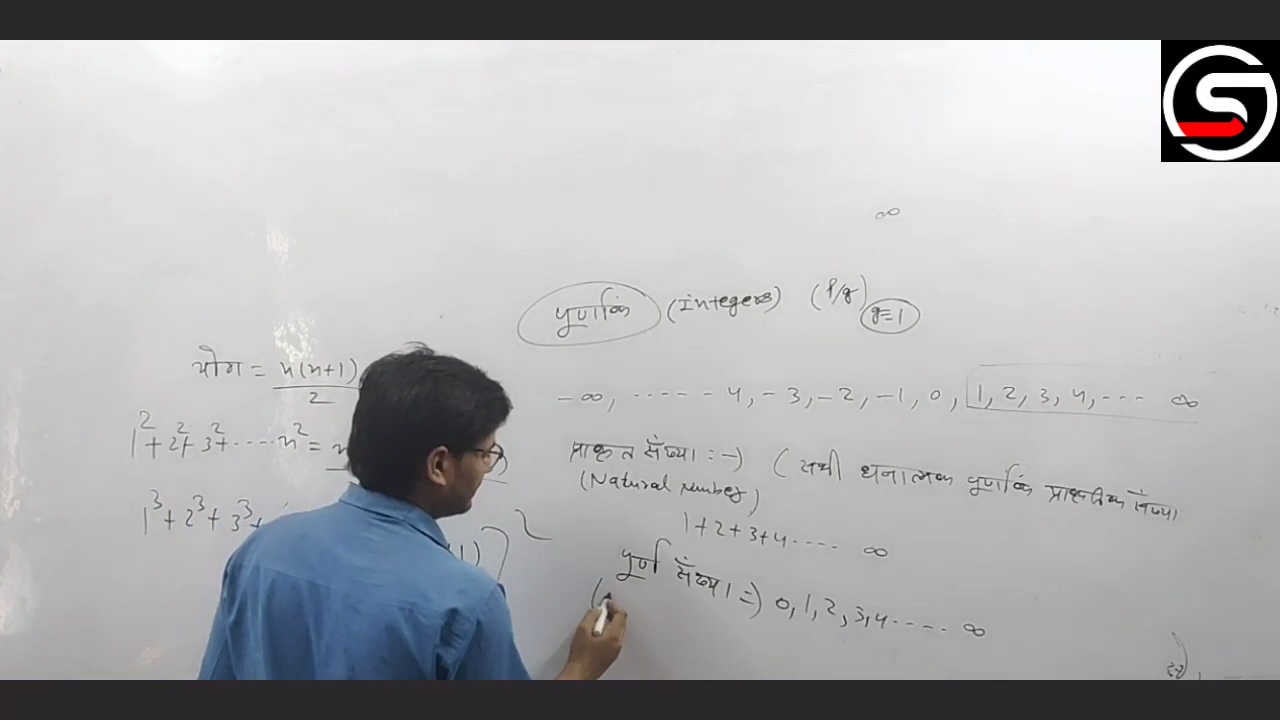 ∞
पूर्णांक (Integers) (p/q) q=1
योग = n(n+1)/2
-∞, ----- -4, -3, -2, -1, 0, 1, 2, 3, 4, --- ∞
1²+2²+3²+----n² =
प्राकृत संख्या :-) (सभी धनात्मक पूर्णांक प्राकृतिक संख्या
(Natural number)
1³+2³+3³+
1+2+3+4---- ∞
पूर्ण संख्या =) 0,1,2,3,4---- ∞